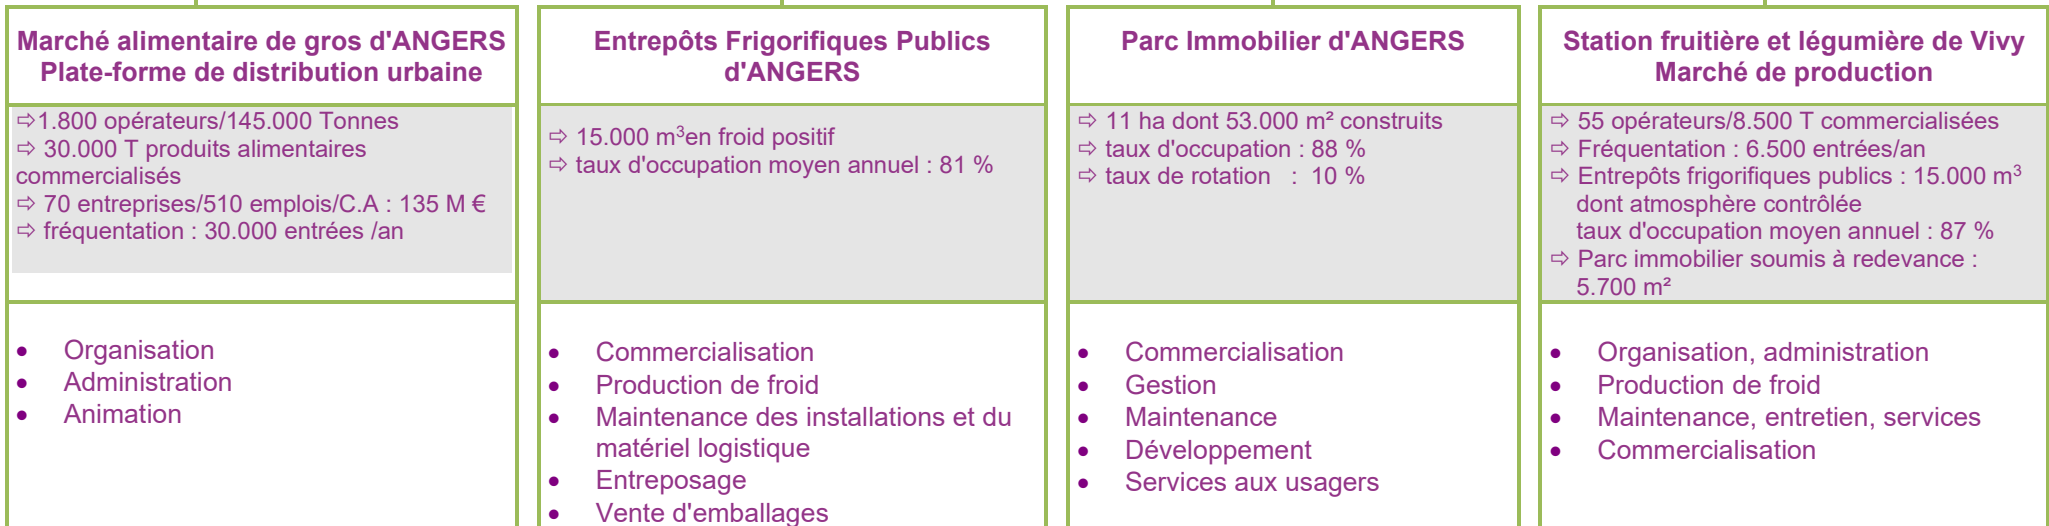 Marché alimentaire de gros d'ANGERS
Plate-forme de distribution urbaine
⇨1.800 opérateurs/145.000 Tonnes
⇨ 30.000 T produits alimentaires
commercialisés
⇨ 70 entreprises/510 emplois/C.A : 135 M €
⇨ fréquentation : 30.000 entrées /an
• Organisation
• Administration
• Animation
Entrepôts Frigorifiques Publics
d'ANGERS
⇨ 15.000 m³en froid positif
⇨ taux d'occupation moyen annuel : 81 %
• Commercialisation
• Production de froid
• Maintenance des installations et du
matériel logistique
• Entreposage
• Vente d'emballages
Parc Immobilier d'ANGERS
⇨ 11 ha dont 53.000 m² construits
⇨ taux d'occupation : 88 %
⇨ taux de rotation : 10 %
• Commercialisation
• Gestion
• Maintenance
• Développement
• Services aux usagers
Station fruitière et légumière de Vivy
Marché de production
⇨ 55 opérateurs/8.500 T commercialisées
⇨ Fréquentation : 6.500 entrées/an
⇨ Entrepôts frigorifiques publics : 15.000 m³
dont atmosphère contrôlée
taux d'occupation moyen annuel : 87 %
⇨ Parc immobilier soumis à redevance :
5.700 m²
• Organisation, administration
• Production de froid
• Maintenance, entretien, services
• Commercialisation